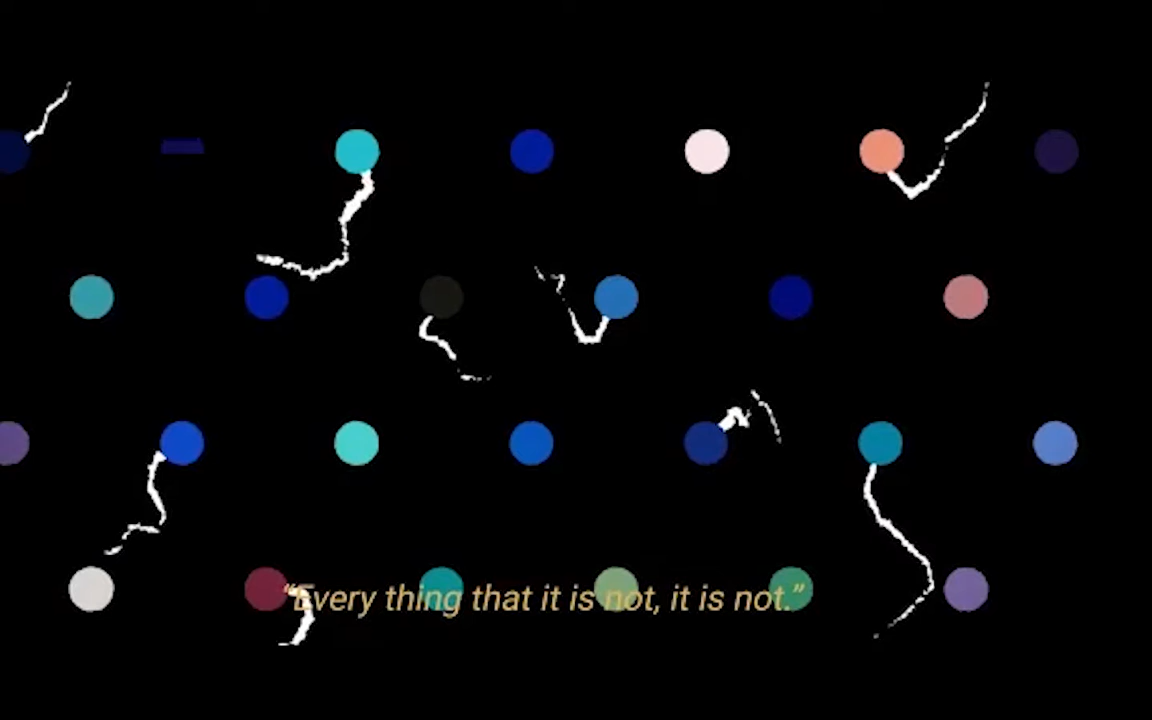 “Every thing that it is not, it is not.”